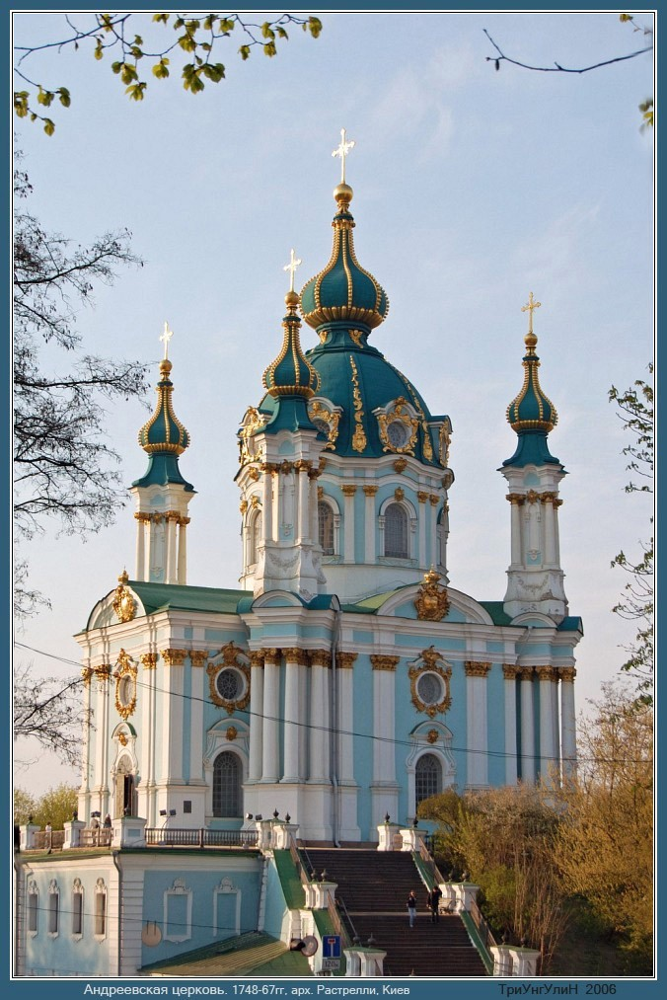 Андреевская церковь. 1748-67гг, арх. Растрелли, Киев
ТриУнгУлиН 2006